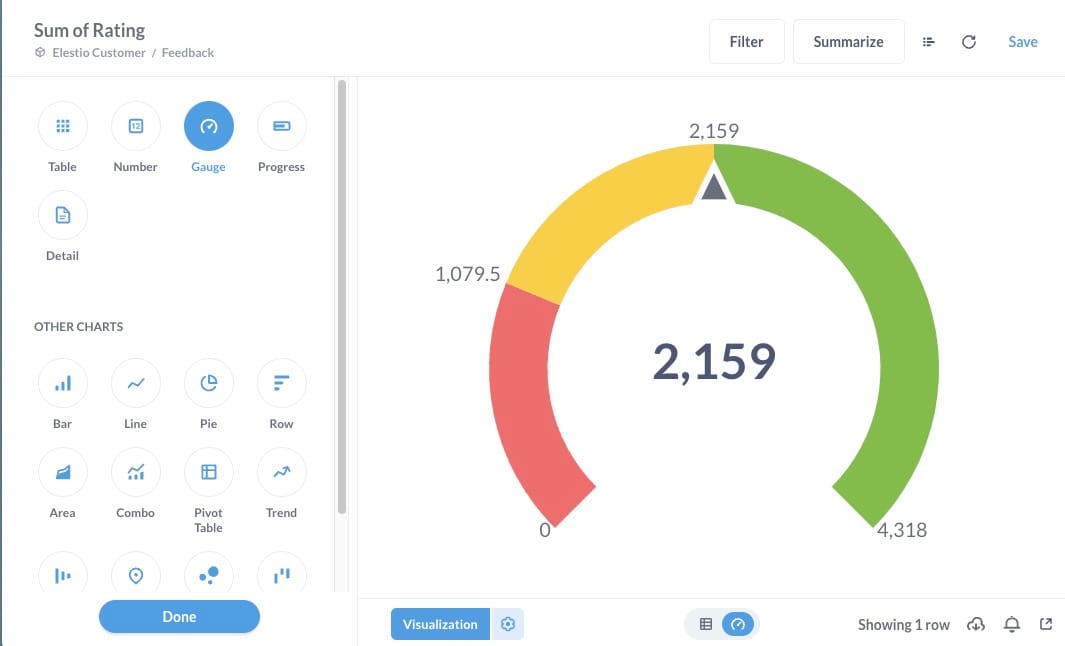 Sum of Rating
Elestio Customer / Feedback
Filter
Summarize
Save
Table
Number
Gauge
Progress
Detail
OTHER CHARTS
Bar
Line
Pie
Row
Area
Combo
Pivot
Table
Trend
Done
2,159
1,079.5
2,159
0
4,318
Visualization
Showing 1 row